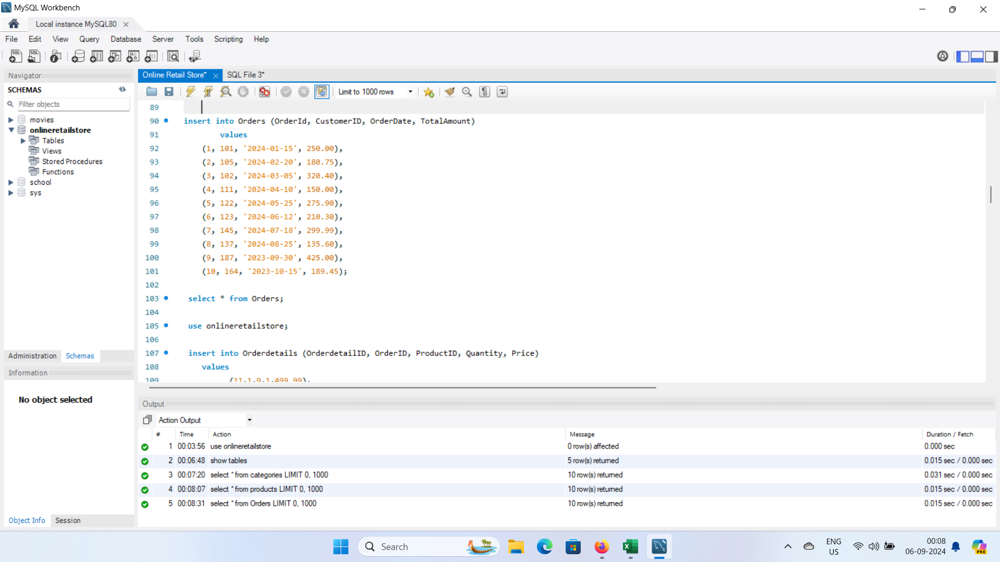 MySQL Workbench
Local instance MySQL80
File Edit View Query Database Server Tools Scripting Help
Navigator
SCHEMAS
Filter objects
movies
onlineretailstore
Tables
Views
Stored Procedures
Functions
school
sys
Administration Schemas
Information
No object selected
Object Info Session
Online Retail Store* SQL File 3*
Limit to 1000 rows
89
90 insert into Orders (OrderId, CustomerID, OrderDate, TotalAmount)
91 values
92 (1, 101, '2024-01-15', 250.00),
93 (2, 105, '2024-02-20', 180.75),
94 (3, 102, '2024-03-05', 320.40),
95 (4, 111, '2024-04-10', 150.00),
96 (5, 122, '2024-05-25', 275.90),
97 (6, 123, '2024-06-12', 210.30),
98 (7, 145, '2024-07-18', 299.99),
99 (8, 137, '2024-08-25', 135.60),
100 (9, 187, '2023-09-30', 425.00),
101 (10, 164, '2023-10-15', 189.45);
102
103 select * from Orders;
104
105 use onlineretailstore;
106
107 insert into Orderdetails (OrderdetailID, OrderID, ProductID, Quantity, Price)
108 values
109 (11,1,9,1,499.99),
Output
Action Output
# Time Action Message Duration / Fetch
1 00:03:56 use onlineretailstore 0 row(s) affected 0.000 sec
2 00:06:48 show tables 5 row(s) returned 0.015 sec / 0.000 sec
3 00:07:20 select * from categories LIMIT 0, 1000 10 row(s) returned 0.031 sec / 0.000 sec
4 00:08:07 select * from products LIMIT 0, 1000 10 row(s) returned 0.015 sec / 0.000 sec
5 00:08:31 select * from Orders LIMIT 0, 1000 10 row(s) returned 0.015 sec / 0.000 sec
Search
ENG
US
00:08
06-09-2024
PRE